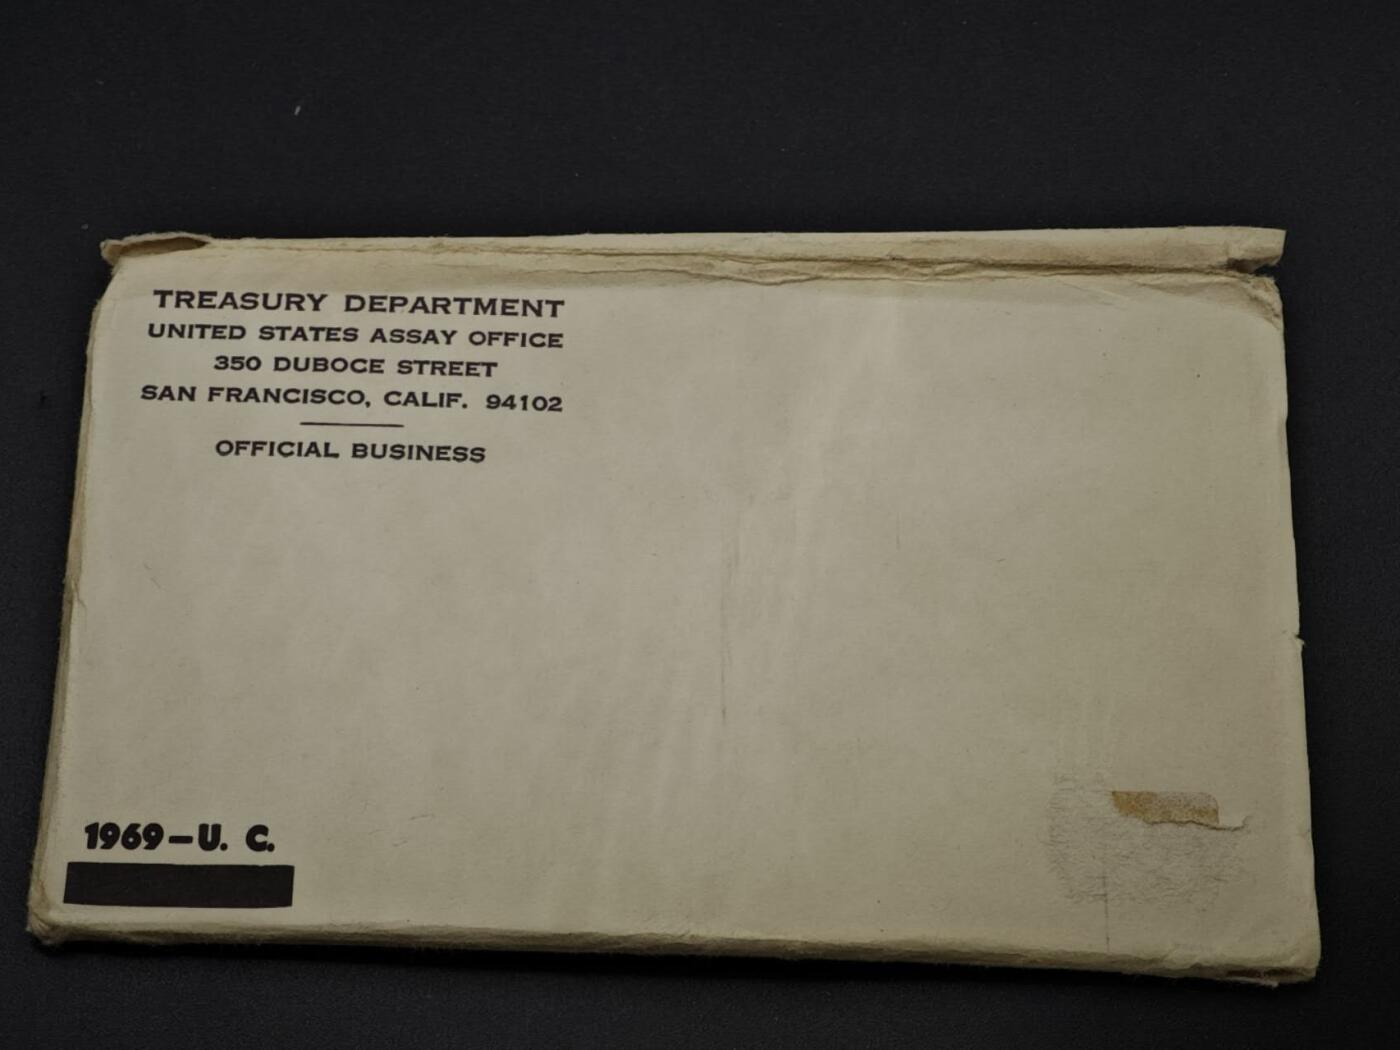 TREASURY DEPARTMENT
UNITED STATES ASSAY OFFICE
350 DUBOCE STREET
SAN FRANCISCO, CALIF. 94102
OFFICIAL BUSINESS
1969-U. C.